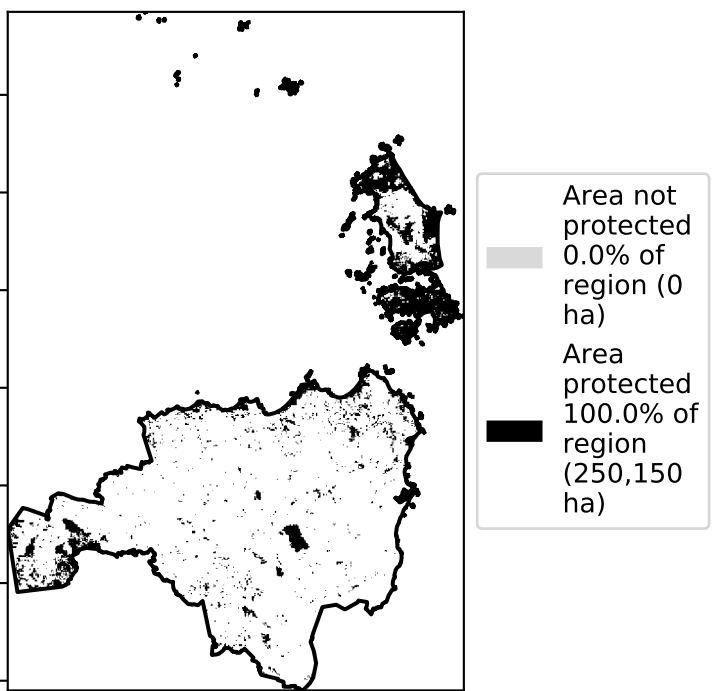 Area not
protected
0.0% of
region (0
ha)
Area
protected
100.0% of
region
(250,150
ha)